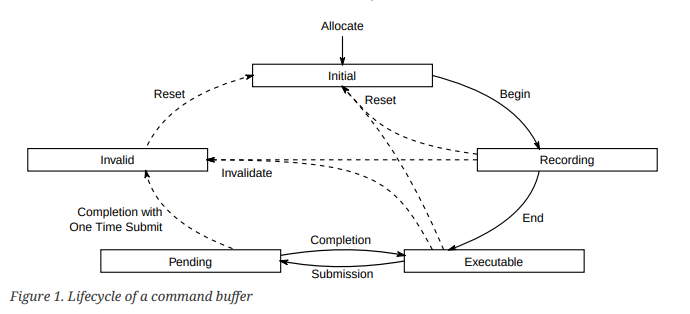 Allocate
Initial
Reset
Reset
Begin
Invalid
Recording
Invalidate
Completion with
One Time Submit
End
Completion
Pending
Executable
Submission
Figure 1. Lifecycle of a command buffer